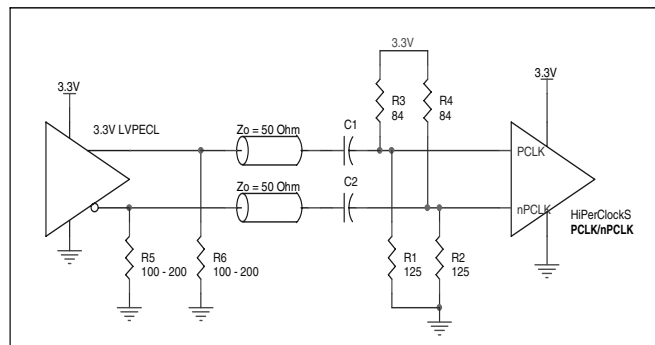 3.3V
3.3V
3.3V
3.3V LVPECL
Zo = 50 Ohm
C1
R3
84
R4
84
PCLK
Zo = 50 Ohm
C2
nPCLK
HiPerClockS
PCLK/nPCLK
R5
100 - 200
R6
100 - 200
R1
125
R2
125